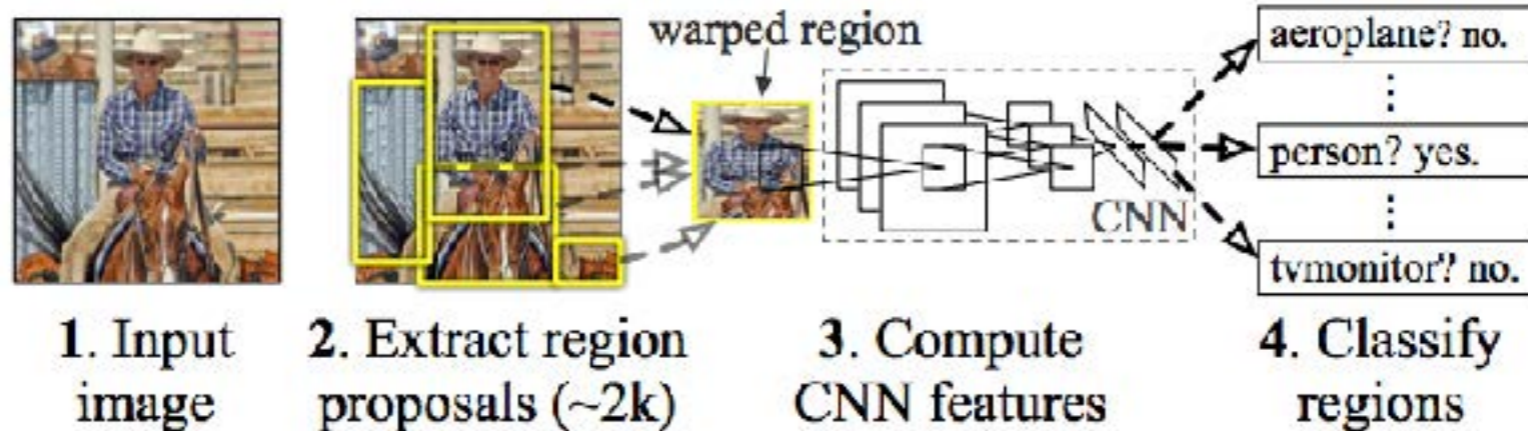 warped region
aeroplane? no.
⋮
person? yes.
CNN
⋮
tvmonitor? no.
1. Input
image
2. Extract region
proposals (~2k)
3. Compute
CNN features
4. Classify
regions